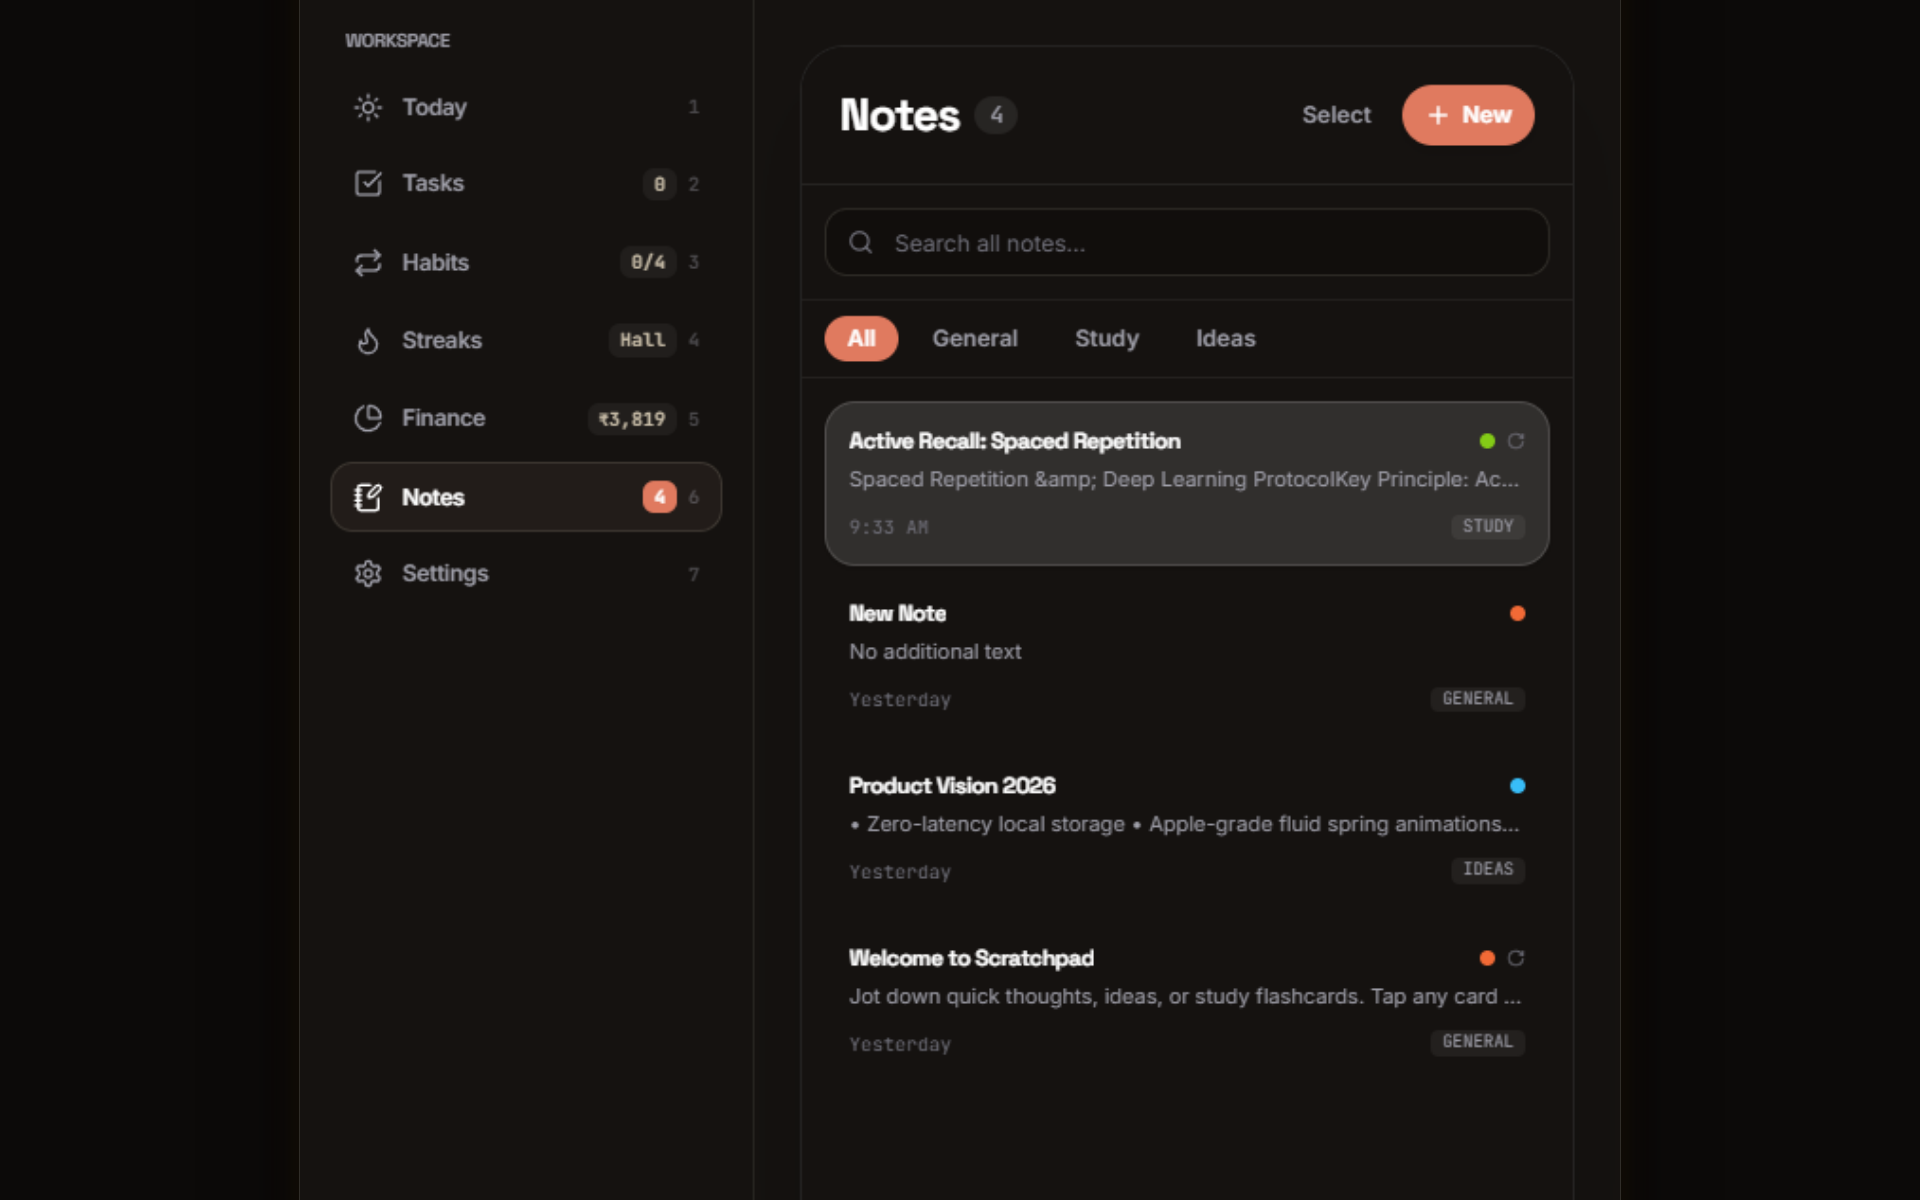 WORKSPACE
Today 1
Tasks 0 2
Habits 0/4 3
Streaks Hall 4
Finance ₹3,819 5
Notes 4 6
Settings 7
Notes 4 Select + New
Search all notes...
All General Study Ideas
Active Recall: Spaced Repetition
Spaced Repetition &amp; Deep Learning ProtocolKey Principle: Ac...
9:33 AM STUDY
New Note
No additional text
Yesterday GENERAL
Product Vision 2026
• Zero-latency local storage • Apple-grade fluid spring animations...
Yesterday IDEAS
Welcome to Scratchpad
Jot down quick thoughts, ideas, or study flashcards. Tap any card ...
Yesterday GENERAL